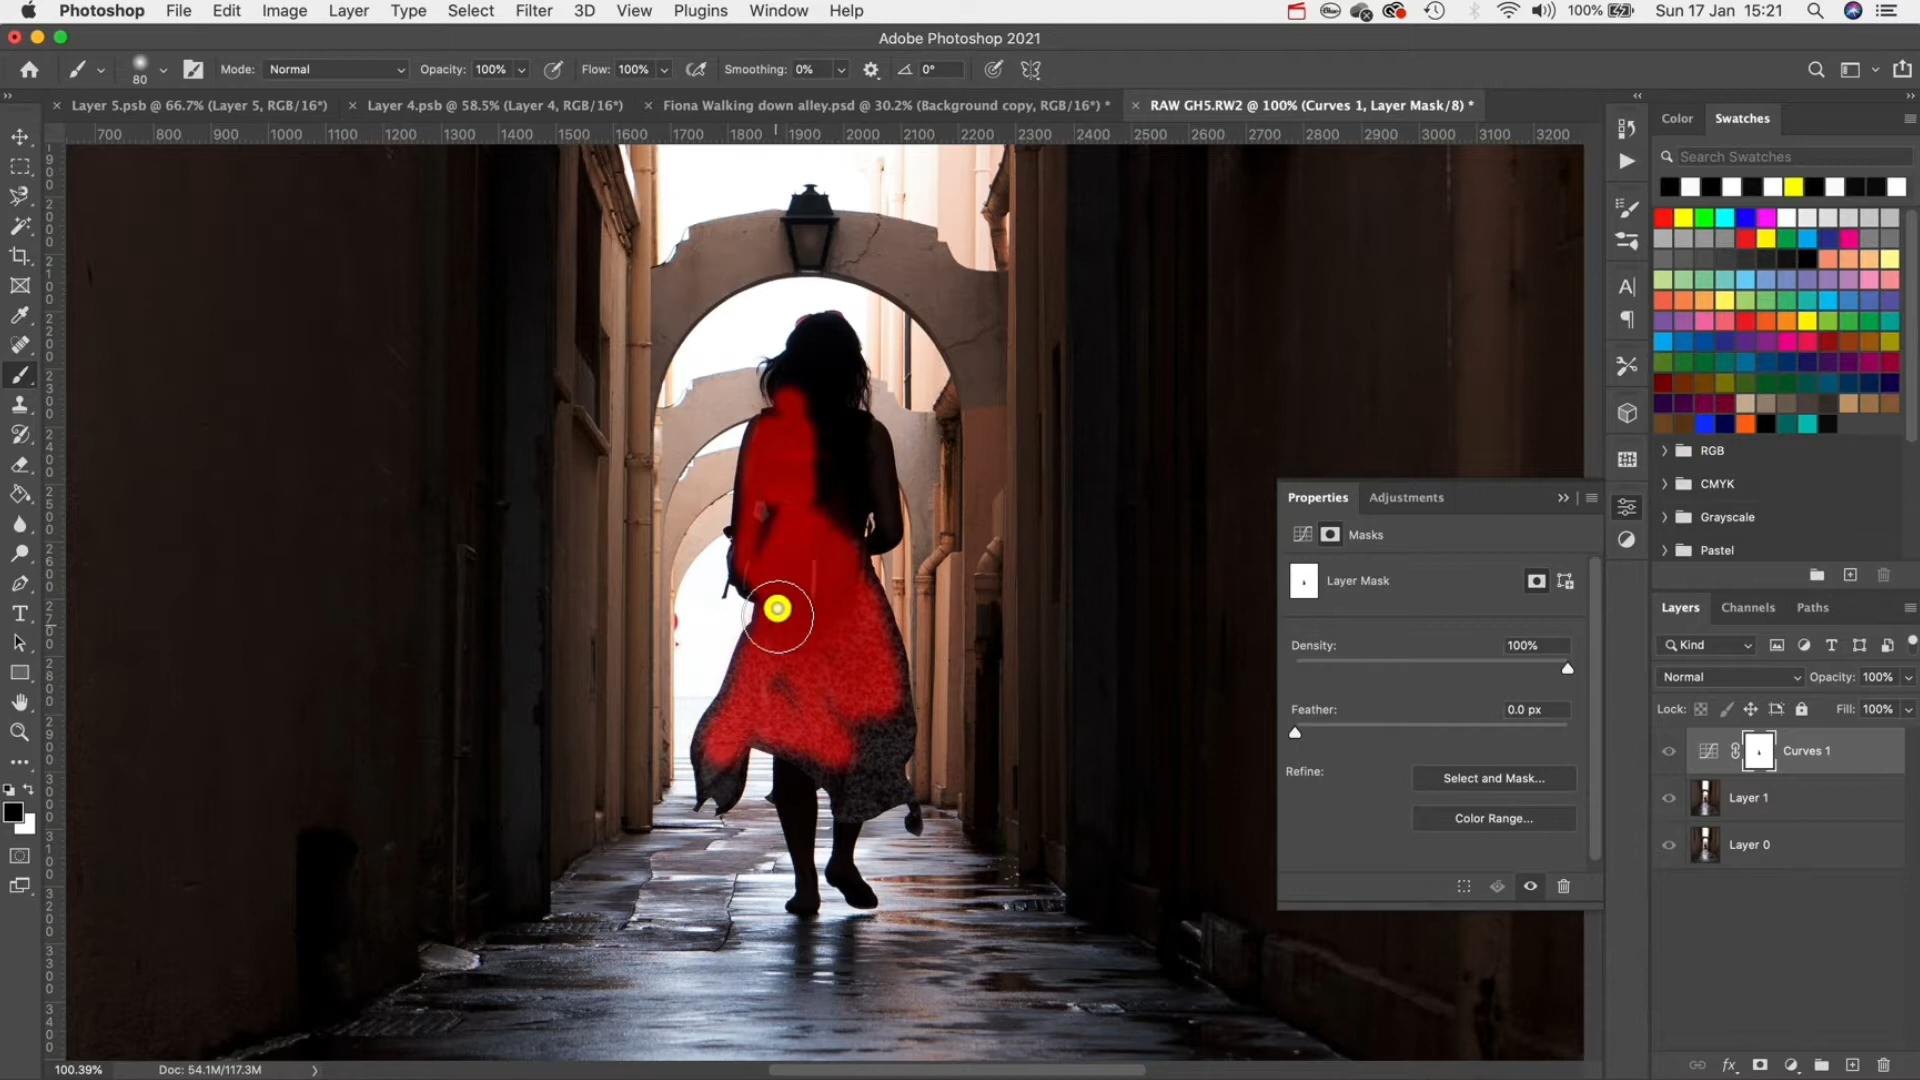 Photoshop File Edit Image Layer Type Select Filter 3D View Plugins Window Help 100% Sun 17 Jan 15:21
Adobe Photoshop 2021
80 Mode: Normal Opacity: 100% Flow: 100% Smoothing: 0% 0°
Layer 5.psb @ 66.7% (Layer 5, RGB/16*) Layer 4.psb @ 58.5% (Layer 4, RGB/16*) Fiona Walking down alley.psd @ 30.2% (Background copy, RGB/16*) * RAW GH5.RW2 @ 100% (Curves 1, Layer Mask/8) *
700 800 900 1000 1100 1200 1300 1400 1500 1600 1700 1800 1900 2000 2100 2200 2300 2400 2500 2600 2700 2800 2900 3000 3100 3200
Color Swatches
Search Swatches
RGB
CMYK
Grayscale
Pastel
Properties Adjustments
Masks
Layer Mask
Density: 100%
Feather: 0.0 px
Refine: Select and Mask...
Color Range...
Layers Channels Paths
Kind
Normal Opacity: 100%
Lock: Fill: 100%
Curves 1
Layer 1
Layer 0
fx
100.39% Doc: 54.1M/117.3M